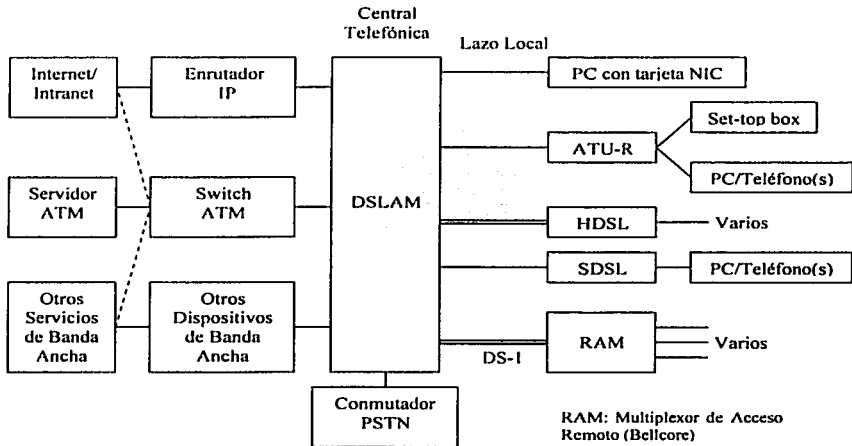 Central
Telefónica
Lazo Local
Internet/
Intranet
Enrutador
IP
PC con tarjeta NIC
Set-top box
ATU-R
PC/Teléfono(s)
Servidor
ATM
Switch
ATM
DSLAM
HDSL
Varios
SDSL
PC/Teléfono(s)
Otros
Servicios
de Banda
Ancha
Otros
Dispositivos
de Banda
Ancha
RAM
Varios
DS-1
Conmutador
PSTN
RAM: Multiplexor de Acceso
Remoto (Bellcore)